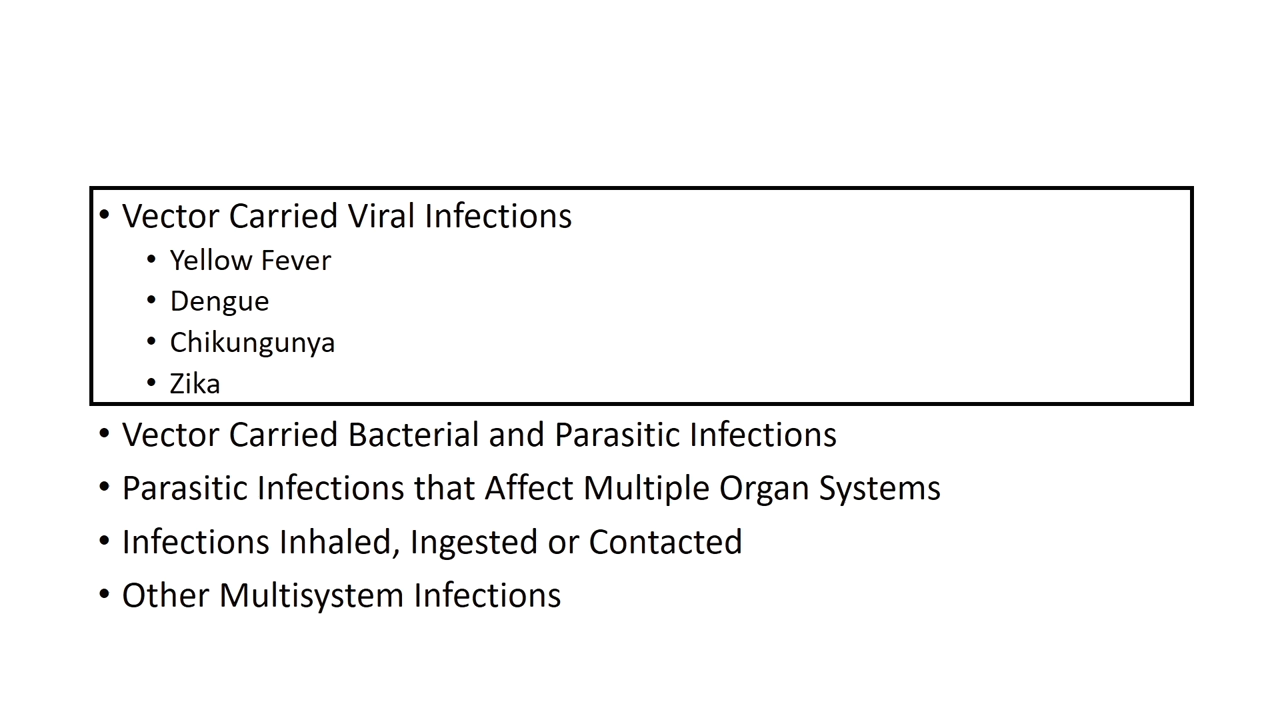 • Vector Carried Viral Infections
• Yellow Fever
• Dengue
• Chikungunya
• Zika
• Vector Carried Bacterial and Parasitic Infections
• Parasitic Infections that Affect Multiple Organ Systems
• Infections Inhaled, Ingested or Contacted
• Other Multisystem Infections